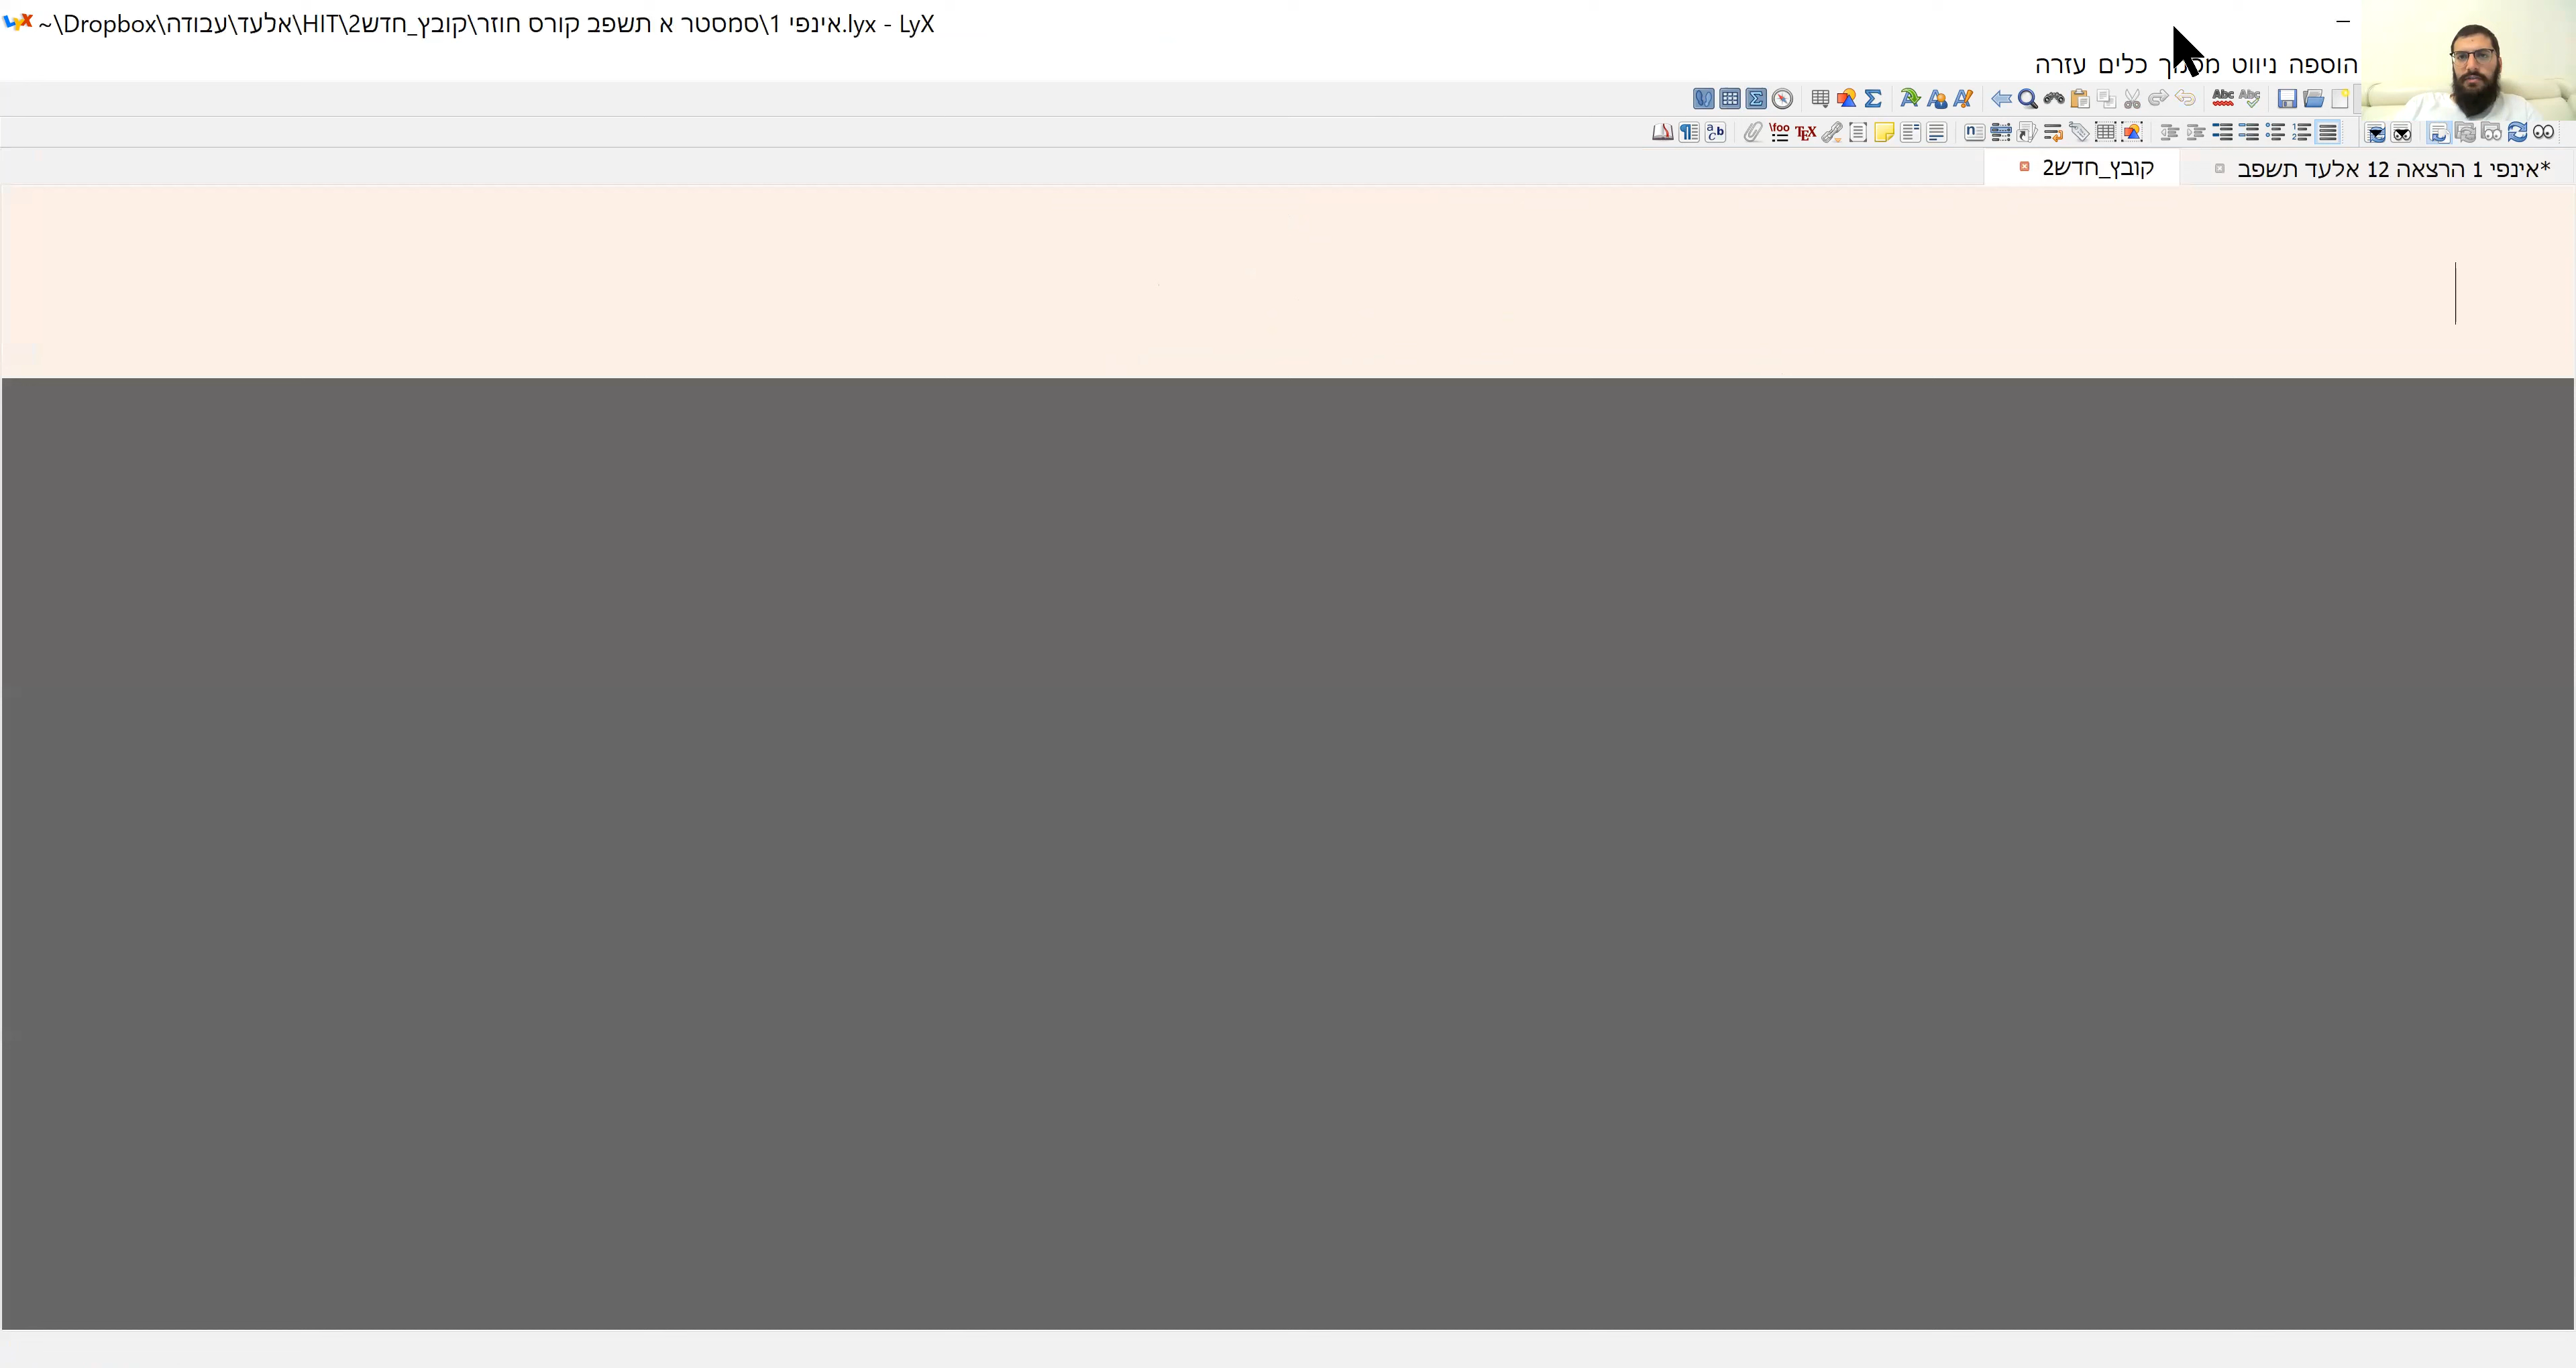 ~\Dropbox\אינפי 1\סמסטר א תשפב קורס חוזר\קובץ_חדש2\HIT\אלעד\עבודה.lyx - LyX
הוספה ניווט מסמך כלים עזרה
*אינפי 1 הרצאה 12 אלעד תשפב
קובץ_חדש2